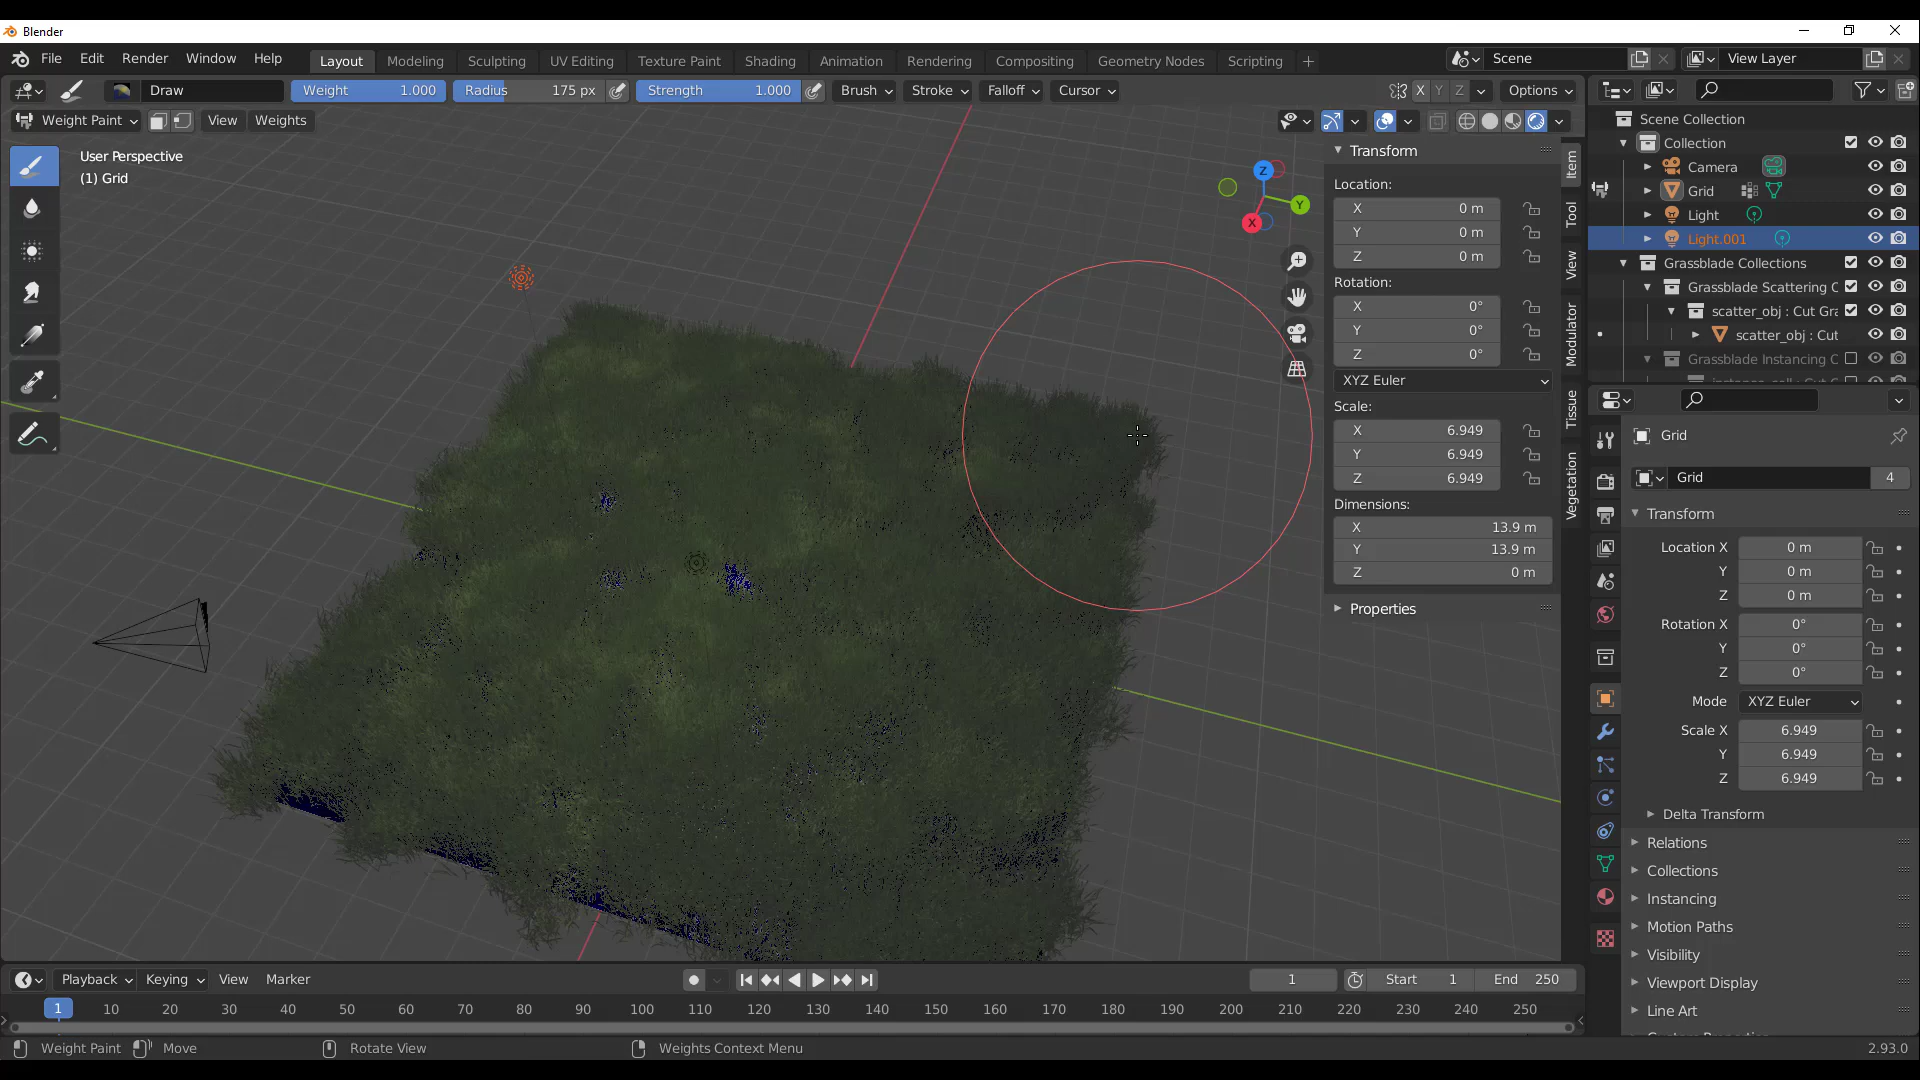 Blender
File Edit Render Window Help Layout Modeling Sculpting UV Editing Texture Paint Shading Animation Rendering Compositing Geometry Nodes Scripting + Scene View Layer
Draw Weight 1.000 Radius 175 px Strength 1.000 Brush Stroke Falloff Cursor X Y Z Options
Weight Paint View Weights
User Perspective
(1) Grid
Z
Y
X
Transform
Location:
X 0 m
Y 0 m
Z 0 m
Rotation:
X 0°
Y 0°
Z 0°
XYZ Euler
Scale:
X 6.949
Y 6.949
Z 6.949
Dimensions:
X 13.9 m
Y 13.9 m
Z 0 m
Properties
Item
Tool
View
Modulator
Tissue
Vegetation
Scene Collection
Collection
Camera
Grid
Light
Light.001
Grassblade Collections
Grassblade Scattering C
scatter_obj : Cut Gra
scatter_obj : Cut
Grassblade Instancing C
Grid
Grid 4
Transform
Location X 0 m
Y 0 m
Z 0 m
Rotation X 0°
Y 0°
Z 0°
Mode XYZ Euler
Scale X 6.949
Y 6.949
Z 6.949
Delta Transform
Relations
Collections
Instancing
Motion Paths
Visibility
Viewport Display
Line Art
Playback Keying View Marker 1 Start 1 End 250
1 10 20 30 40 50 60 70 80 90 100 110 120 130 140 150 160 170 180 190 200 210 220 230 240 250
Weight Paint Move Rotate View Weights Context Menu 2.93.0